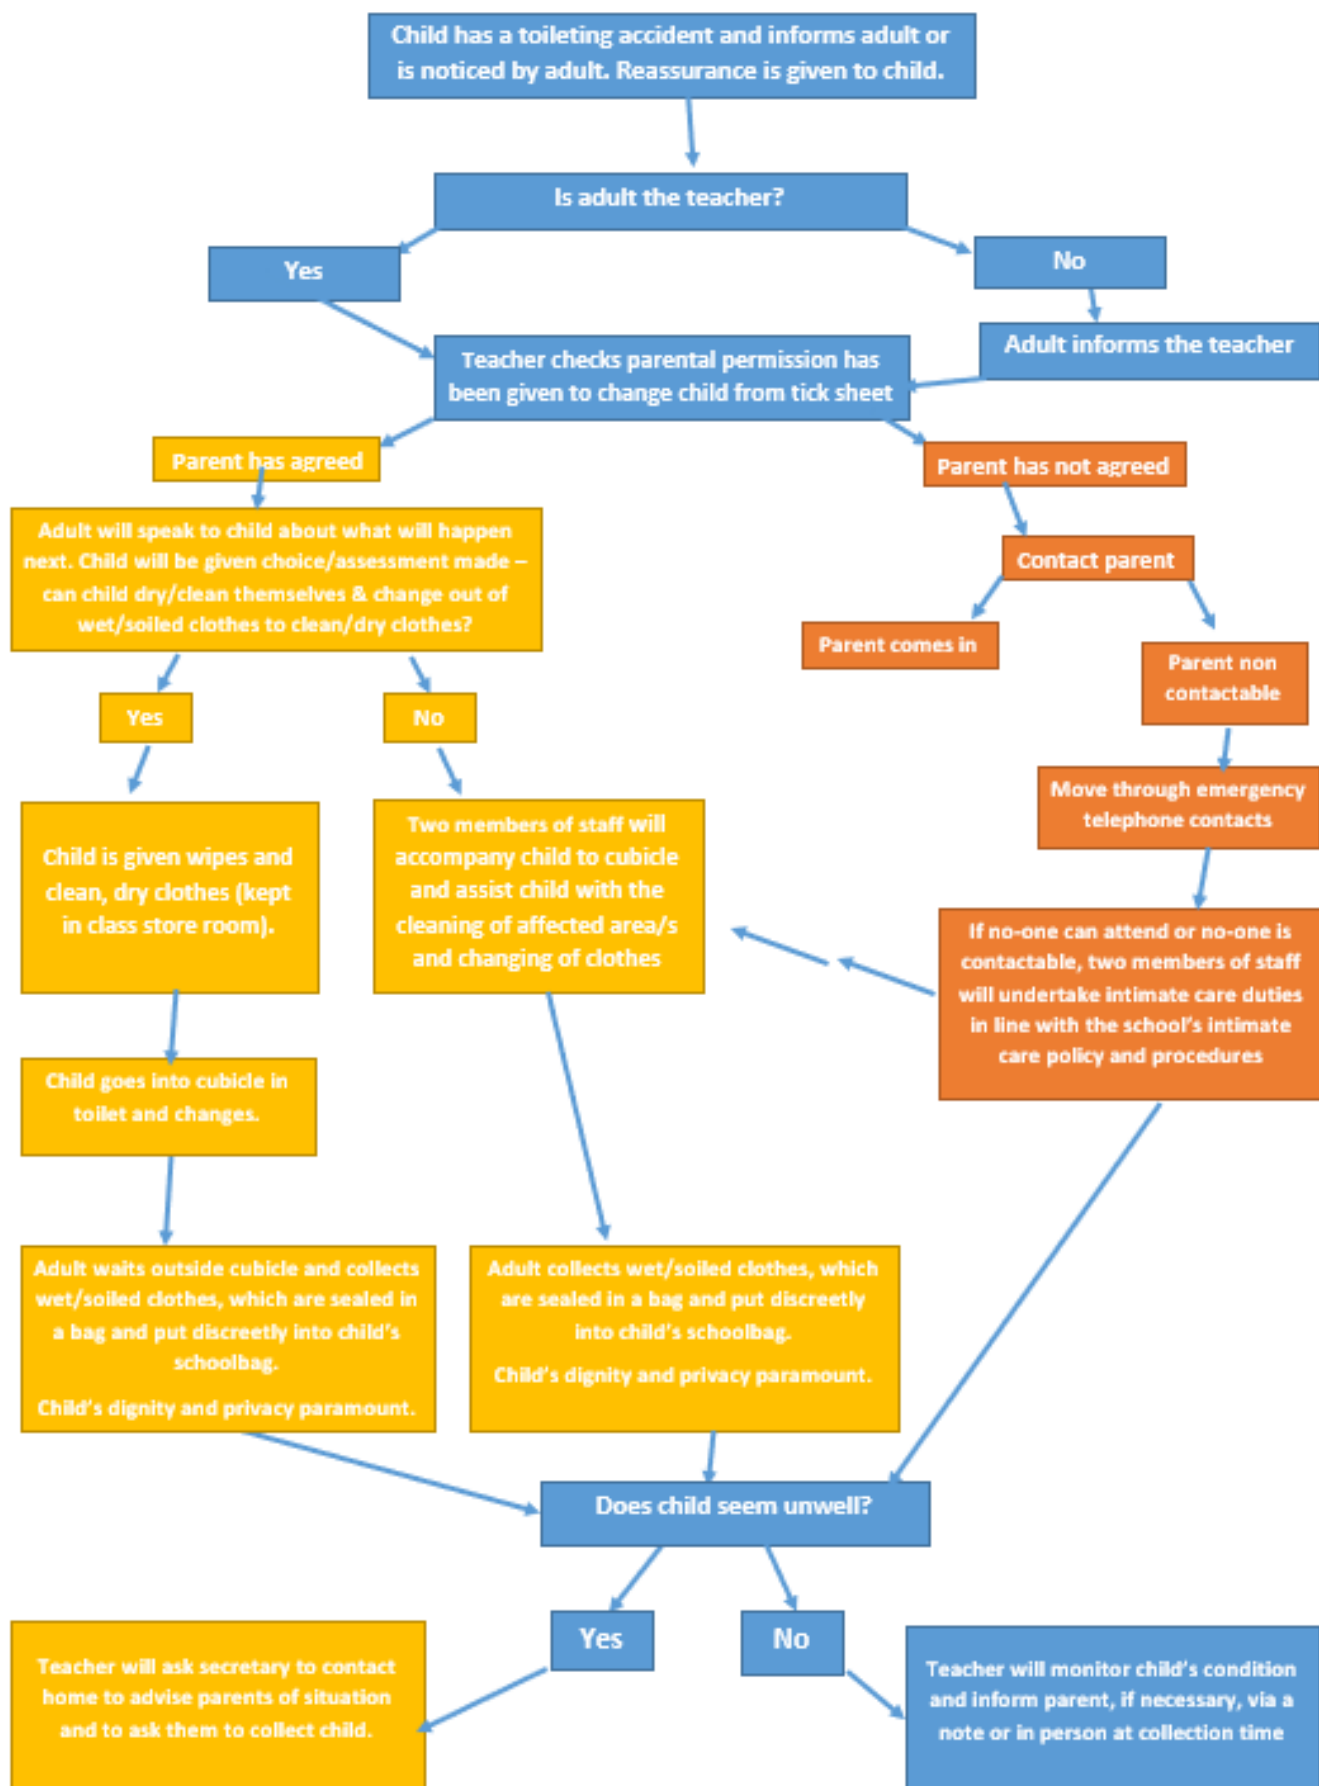 Child has a toileting accident and informs adult or
is noticed by adult. Reassurance is given to child.
Is adult the teacher?
Yes
No
Adult informs the teacher
Teacher checks parental permission has
been given to change child from tick sheet
Parent has agreed
Parent has not agreed
Adult will speak to child about what will happen
next. Child will be given choice/assessment made –
can child dry/clean themselves & change out of
wet/soiled clothes to clean/dry clothes?
Contact parent
Parent comes in
Parent non
contactable
Yes
No
Move through emergency
telephone contacts
Child is given wipes and
clean, dry clothes (kept
in class store room).
Two members of staff will
accompany child to cubicle
and assist child with the
cleaning of affected area/s
and changing of clothes
If no-one can attend or no-one is
contactable, two members of staff
will undertake intimate care duties
in line with the school's intimate
care policy and procedures
Child goes into cubicle in
toilet and changes.
Adult waits outside cubicle and collects
wet/soiled clothes, which are sealed in
a bag and put discreetly into child's
schoolbag.
Child's dignity and privacy paramount.
Adult collects wet/soiled clothes, which
are sealed in a bag and put discreetly
into child's schoolbag.
Child's dignity and privacy paramount.
Does child seem unwell?
Yes
No
Teacher will ask secretary to contact
home to advise parents of situation
and to ask them to collect child.
Teacher will monitor child's condition
and inform parent, if necessary, via a
note or in person at collection time